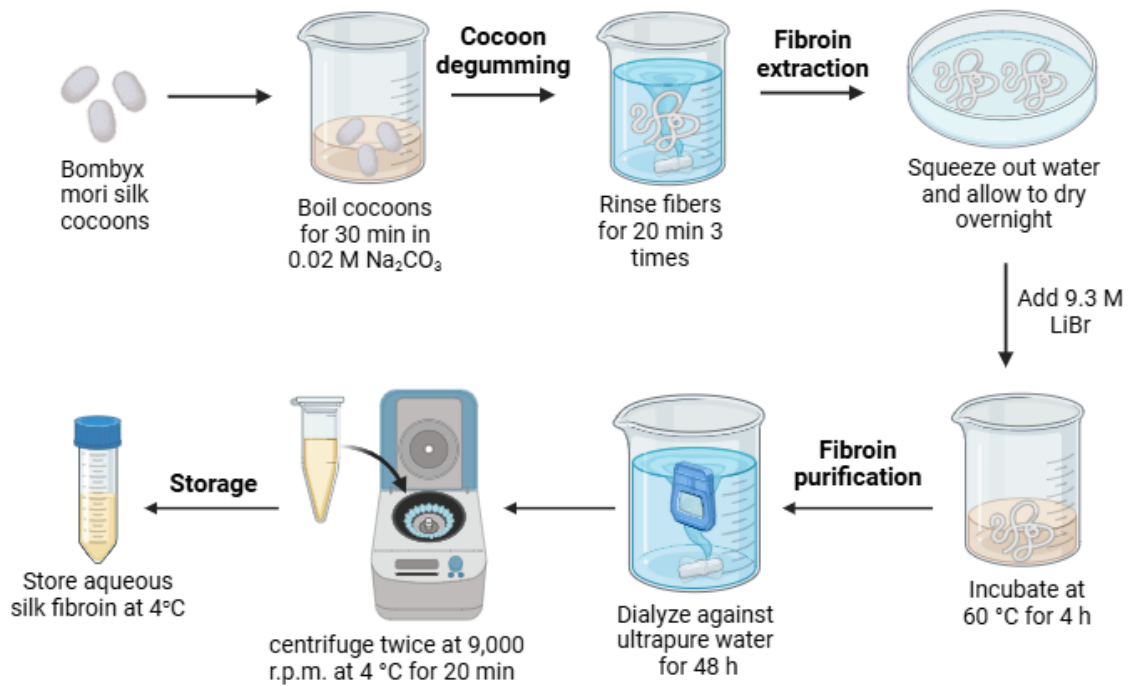 Bombyx
mori silk
cocoons
Boil cocoons
for 30 min in
0.02 M Na₂CO₃
Cocoon
degumming
Rinse fibers
for 20 min 3
times
Fibroin
extraction
Squeeze out water
and allow to dry
overnight
Add 9.3 M
LiBr
Incubate at
60 °C for 4 h
Fibroin
purification
Dialyze against
ultrapure water
for 48 h
centrifuge twice at 9,000
r.p.m. at 4 °C for 20 min
Storage
Store aqueous
silk fibroin at 4°C